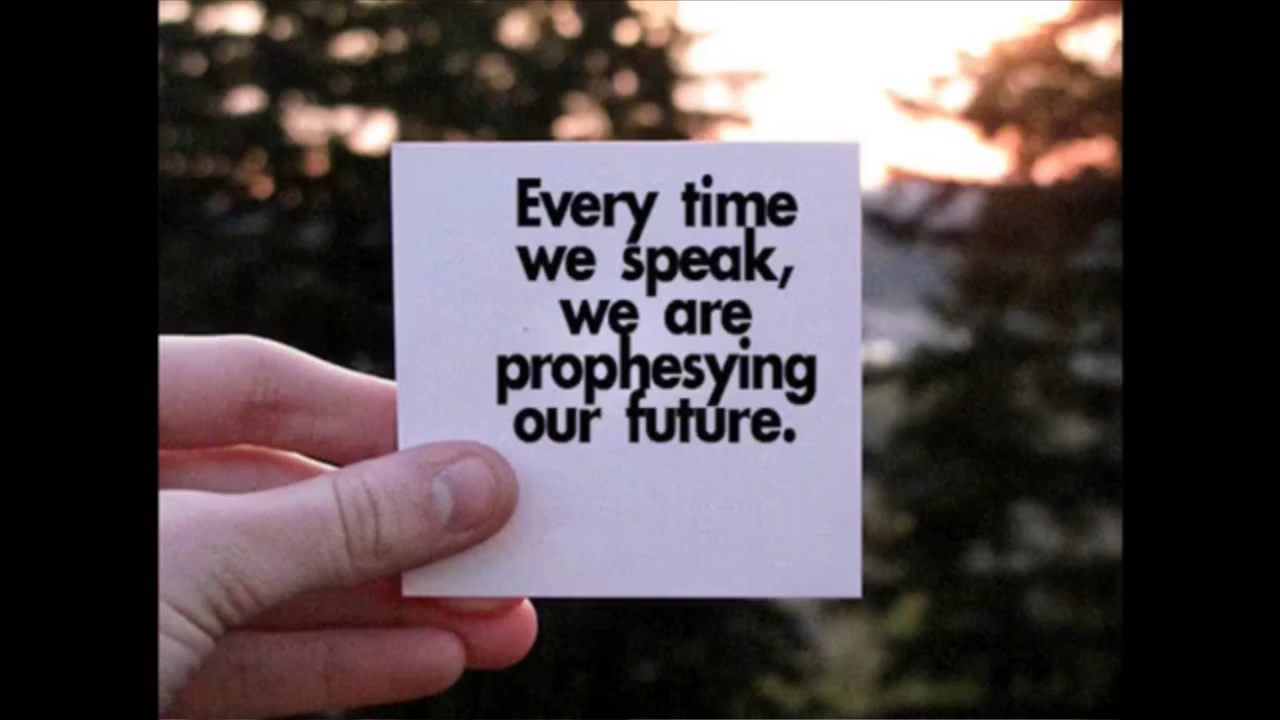 Every time
we speak,
we are
prophesying
our future.